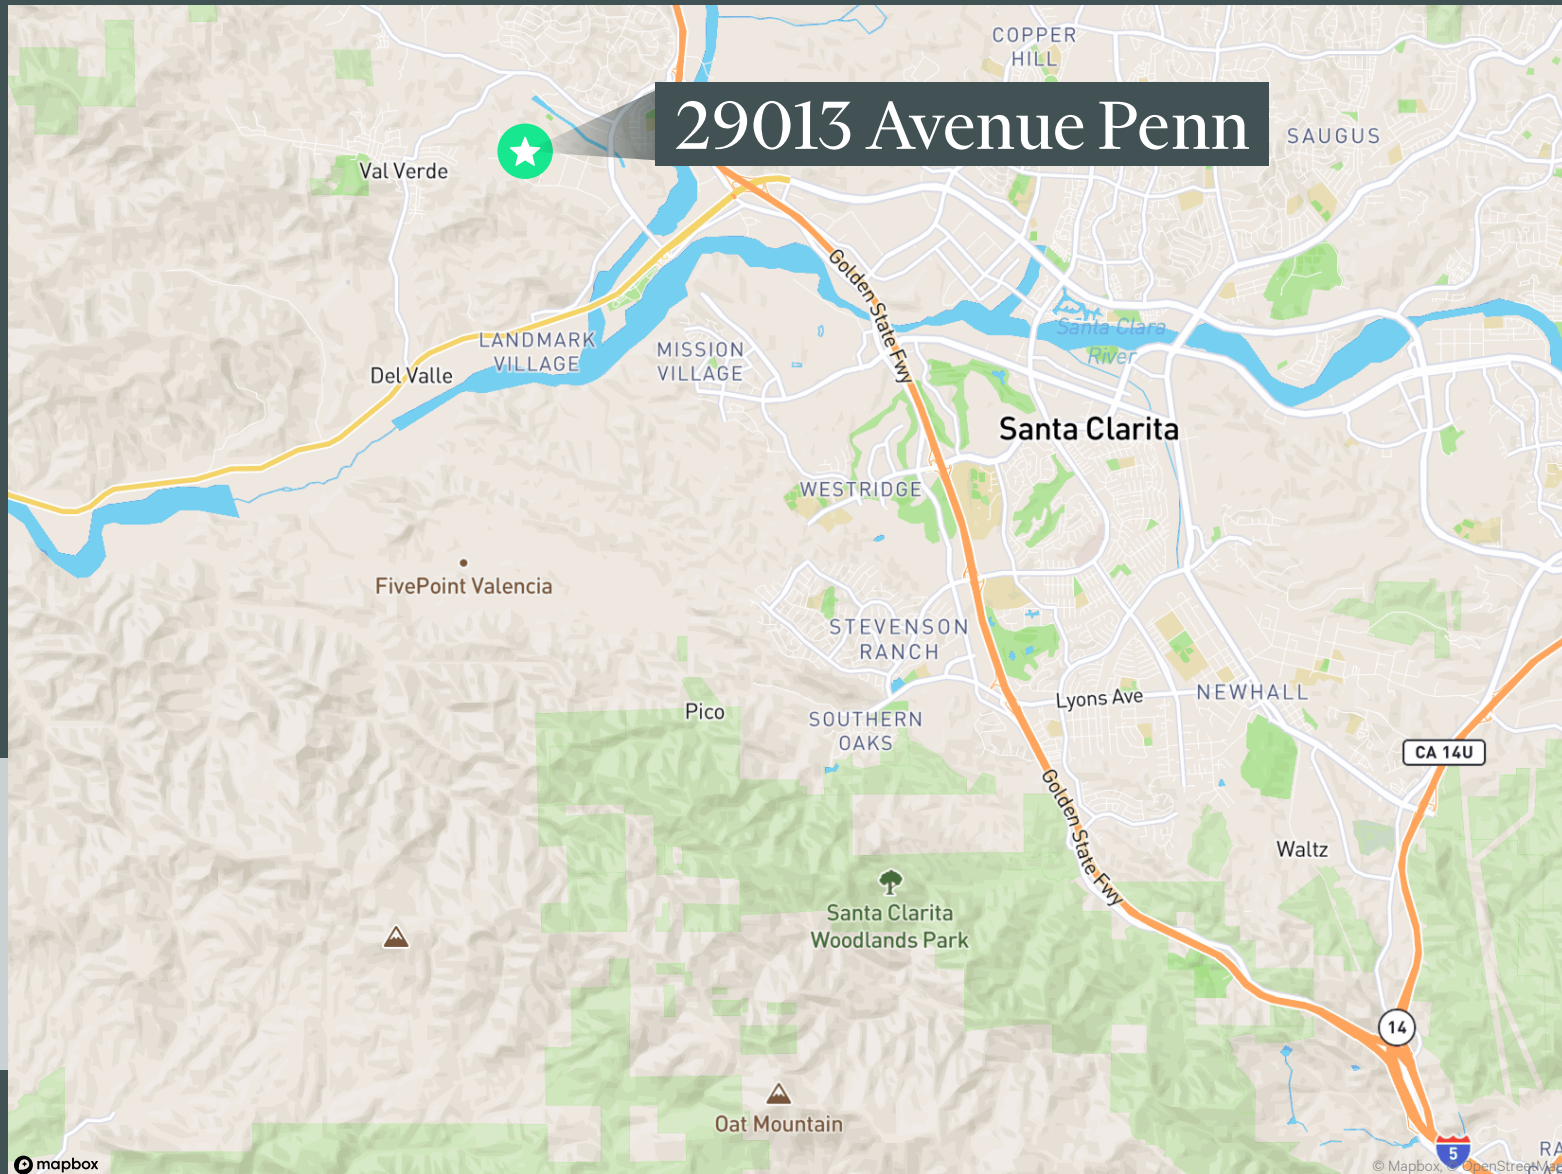 COPPER
HILL
29013 Avenue Penn
SAUGUS
Val Verde
Golden State Fwy
Santa Clara
River
LANDMARK
VILLAGE
MISSION
VILLAGE
Del Valle
Santa Clarita
WESTRIDGE
FivePoint Valencia
STEVENSON
RANCH
Lyons Ave
NEWHALL
Pico
SOUTHERN
OAKS
CA 14U
Golden State Fwy
Waltz
Santa Clarita
Woodlands Park
14
Oat Mountain
5
RA
mapbox
© Mapbox, © OpenStreetMa